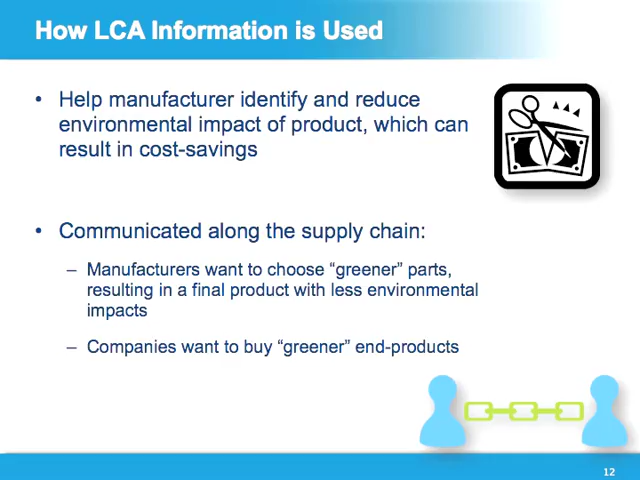 How LCA Information is Used
• Help manufacturer identify and reduce
environmental impact of product, which can
result in cost-savings
• Communicated along the supply chain:
– Manufacturers want to choose “greener” parts,
resulting in a final product with less environmental
impacts
– Companies want to buy “greener” end-products
12